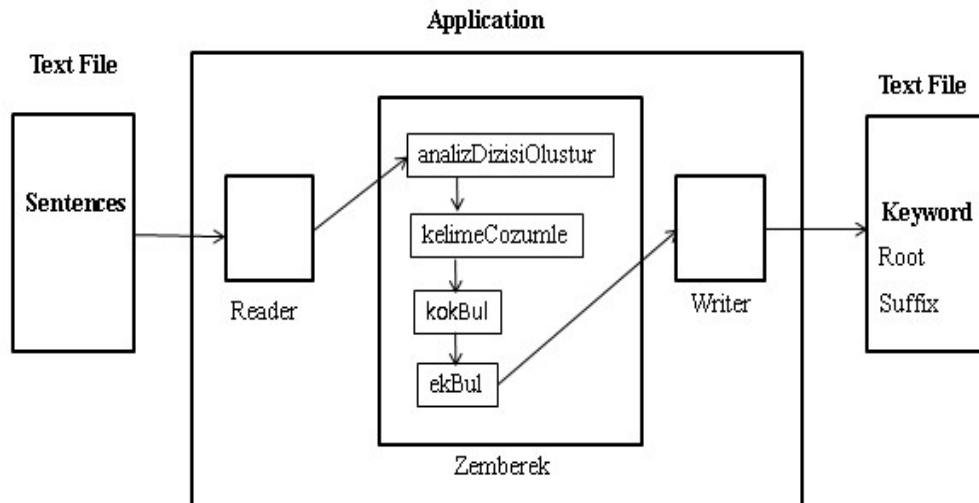 Application
Text File
Text File
analizDizisiOlustur
Sentences
Keyword
kelimeCozumle
Root
Reader
Writer
Suffix
kokBul
ekBul
Zemberek